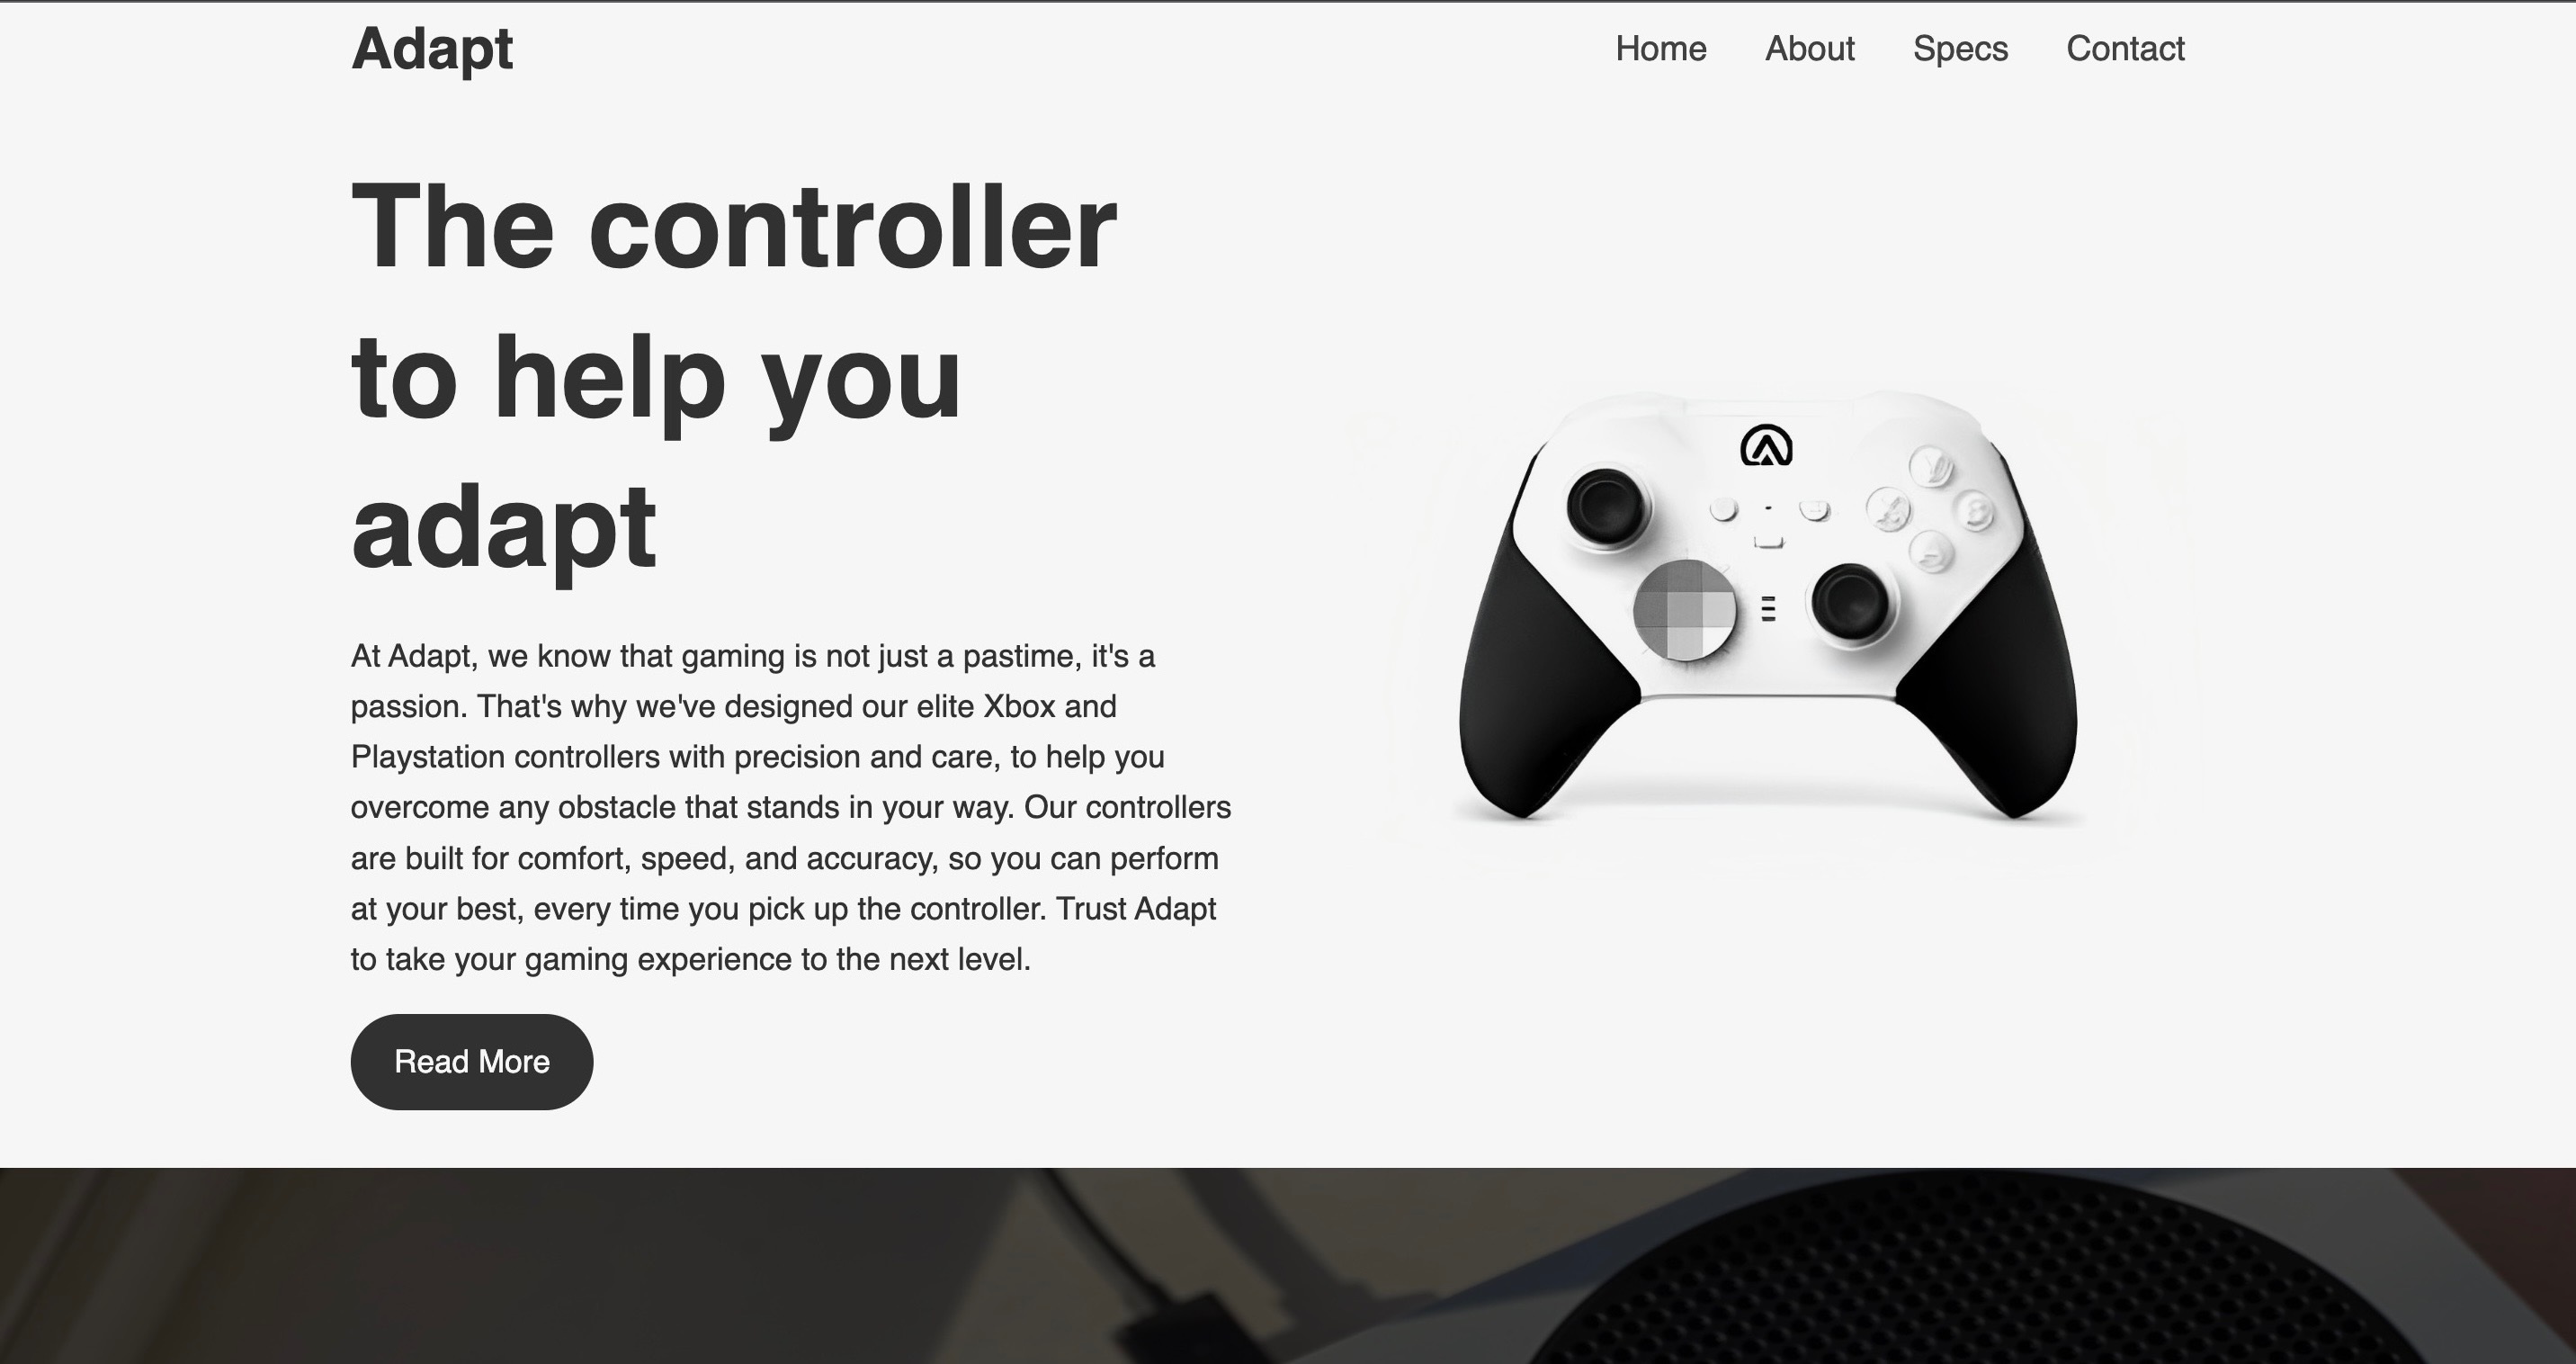 Adapt
Home About Specs Contact
The controller
to help you
adapt
At Adapt, we know that gaming is not just a pastime, it's a
passion. That's why we've designed our elite Xbox and
Playstation controllers with precision and care, to help you
overcome any obstacle that stands in your way. Our controllers
are built for comfort, speed, and accuracy, so you can perform
at your best, every time you pick up the controller. Trust Adapt
to take your gaming experience to the next level.
Read More